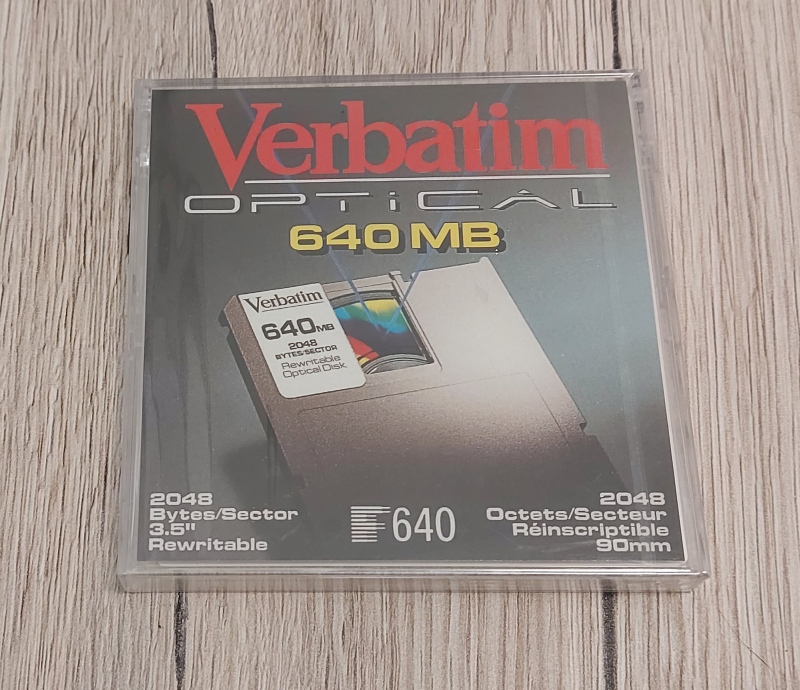 Verbatim
OPTiCAL
640 MB
Verbatim
640MB
2048
BYTES/SECTOR
Rewritable
Optical Disk
2048
Bytes/Sector
3.5"
Rewritable
640
2048
Octets/Secteur
Réinscriptible
90mm